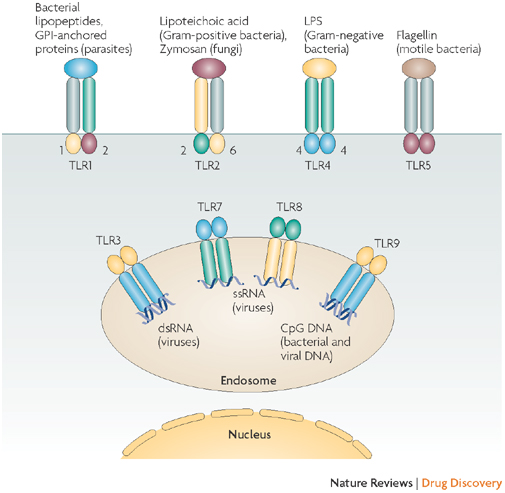 Bacterial
lipopeptides,
GPI-anchored
proteins (parasites)
Lipoteichoic acid
(Gram-positive bacteria),
Zymosan (fungi)
LPS
(Gram-negative
bacteria)
Flagellin
(motile bacteria)
1 2
TLR1
2 6
TLR2
4 4
TLR4
TLR5
TLR3
TLR7
TLR8
TLR9
dsRNA
(viruses)
ssRNA
(viruses)
CpG DNA
(bacterial and
viral DNA)
Endosome
Nucleus
Nature Reviews | Drug Discovery